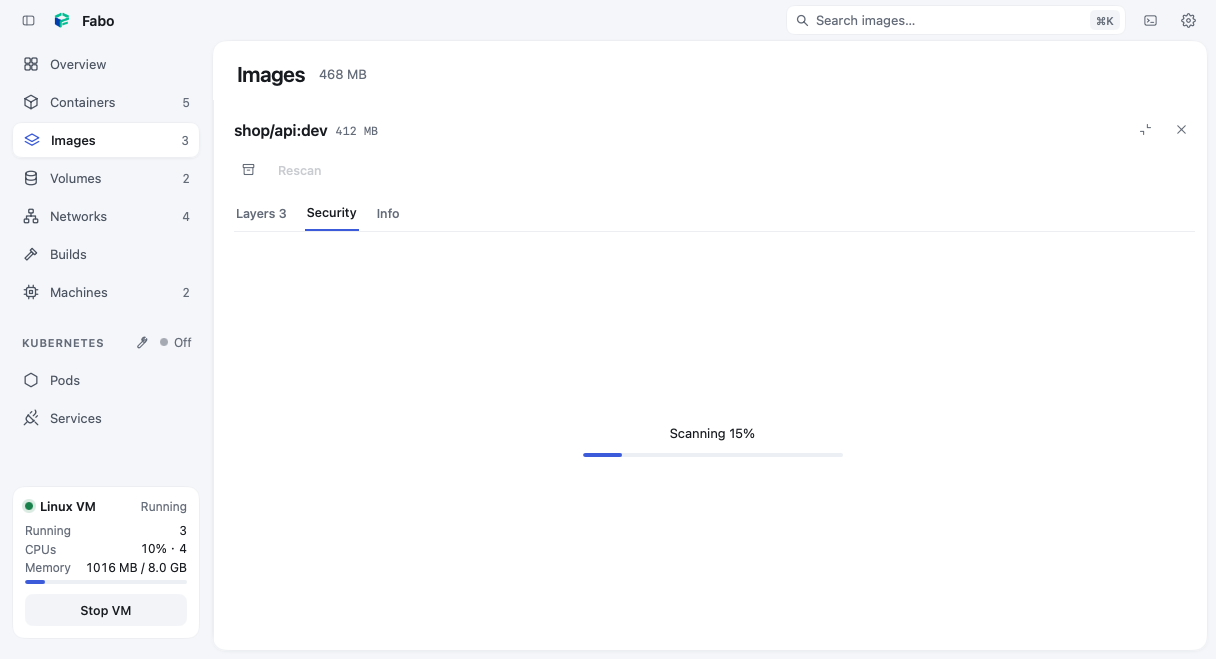 Fabo
Search images...
⌘K
Overview
Containers 5
Images 3
Volumes 2
Networks 4
Builds
Machines 2
KUBERNETES Off
Pods
Services
Linux VM Running
Running 3
CPUs 10% · 4
Memory 1016 MB / 8.0 GB
Stop VM
Images 468 MB
shop/api:dev 412 MB
Rescan
Layers 3 Security Info
Scanning 15%